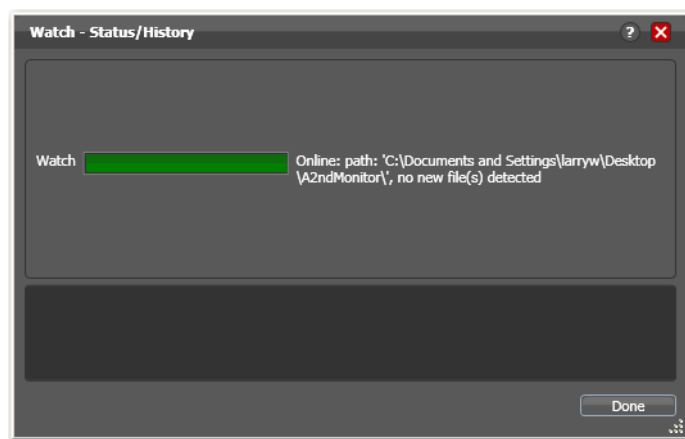 Watch - Status/History
?
Watch
Online: path: 'C:\Documents and Settings\larryw\Desktop
\A2ndMonitor\', no new file(s) detected
Done